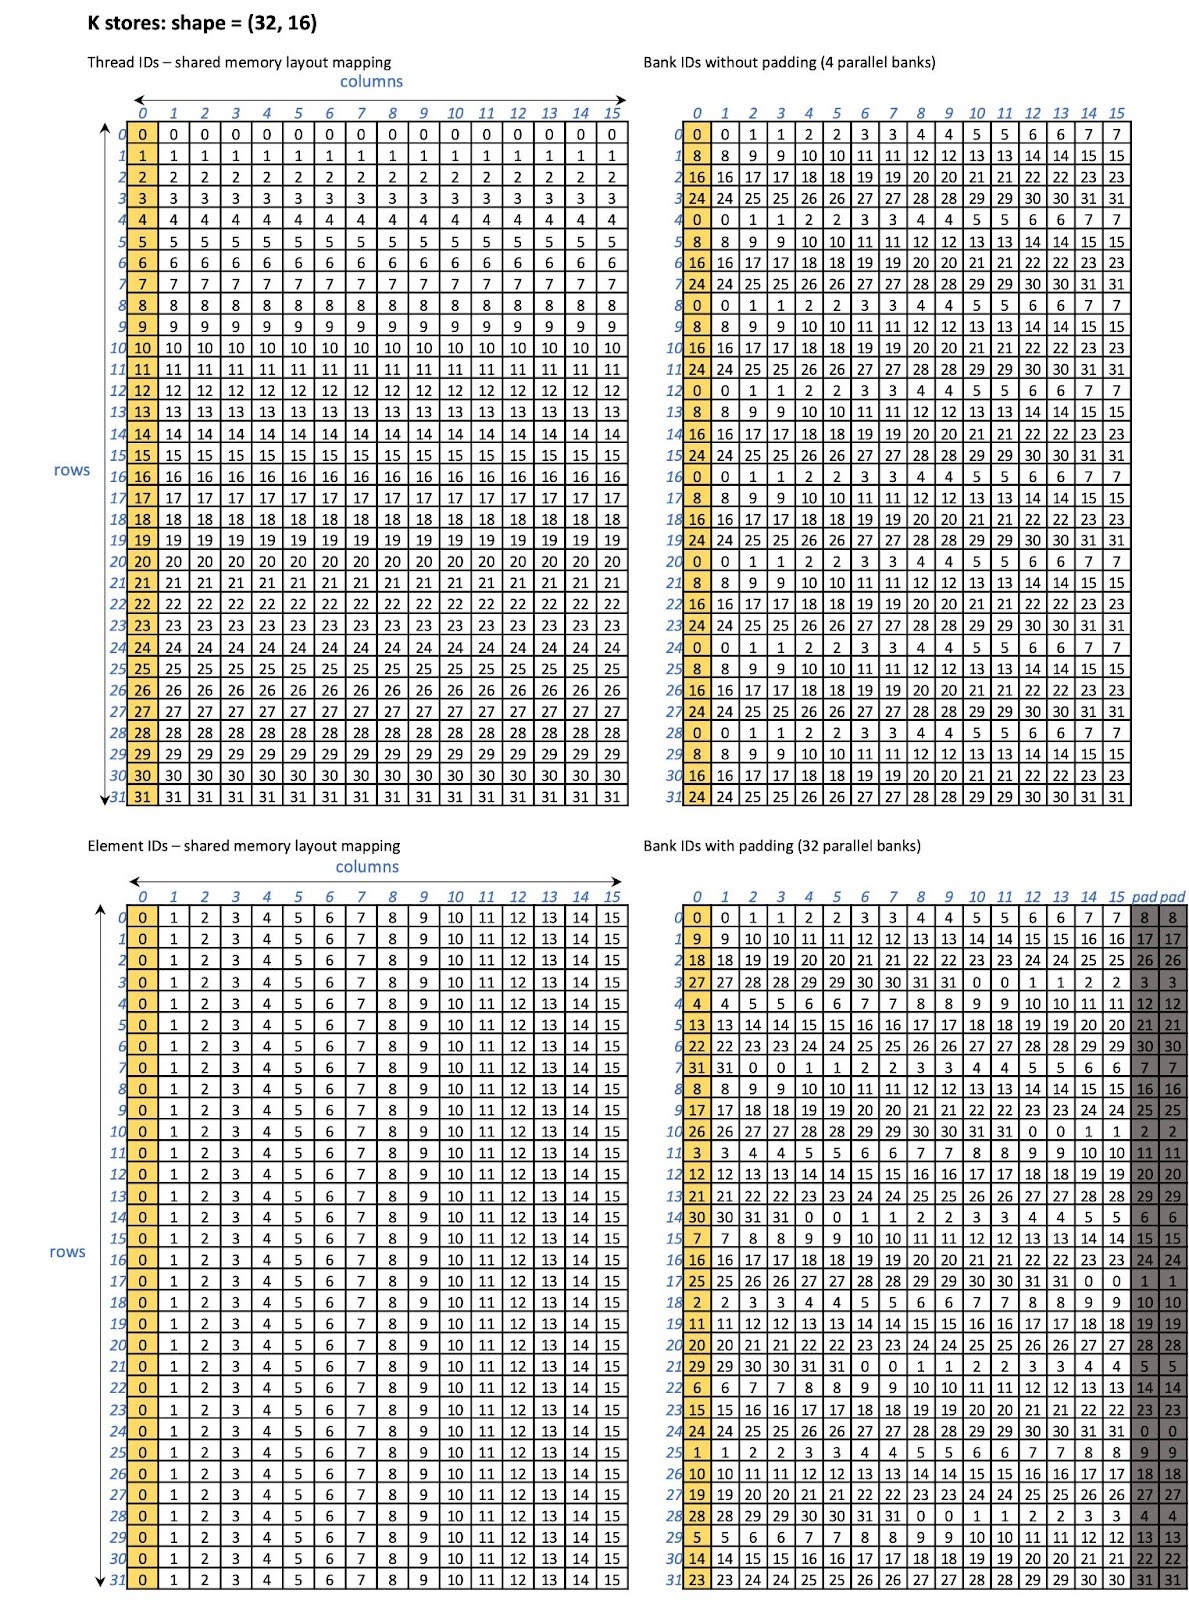 K stores: shape = (32, 16)
Thread IDs – shared memory layout mapping
columns
0 1 2 3 4 5 6 7 8 9 10 11 12 13 14 15
0 0 0 0 0 0 0 0 0 0 0 0 0 0 0 0 0
1 1 1 1 1 1 1 1 1 1 1 1 1 1 1 1 1
2 2 2 2 2 2 2 2 2 2 2 2 2 2 2 2 2
3 3 3 3 3 3 3 3 3 3 3 3 3 3 3 3 3
4 4 4 4 4 4 4 4 4 4 4 4 4 4 4 4 4
5 5 5 5 5 5 5 5 5 5 5 5 5 5 5 5 5
6 6 6 6 6 6 6 6 6 6 6 6 6 6 6 6 6
7 7 7 7 7 7 7 7 7 7 7 7 7 7 7 7 7
8 8 8 8 8 8 8 8 8 8 8 8 8 8 8 8 8
9 9 9 9 9 9 9 9 9 9 9 9 9 9 9 9 9
10 10 10 10 10 10 10 10 10 10 10 10 10 10 10 10 10
11 11 11 11 11 11 11 11 11 11 11 11 11 11 11 11 11
12 12 12 12 12 12 12 12 12 12 12 12 12 12 12 12 12
13 13 13 13 13 13 13 13 13 13 13 13 13 13 13 13 13
14 14 14 14 14 14 14 14 14 14 14 14 14 14 14 14 14
15 15 15 15 15 15 15 15 15 15 15 15 15 15 15 15 15
rows
16 16 16 16 16 16 16 16 16 16 16 16 16 16 16 16 16
17 17 17 17 17 17 17 17 17 17 17 17 17 17 17 17 17
18 18 18 18 18 18 18 18 18 18 18 18 18 18 18 18 18
19 19 19 19 19 19 19 19 19 19 19 19 19 19 19 19 19
20 20 20 20 20 20 20 20 20 20 20 20 20 20 20 20 20
21 21 21 21 21 21 21 21 21 21 21 21 21 21 21 21 21
22 22 22 22 22 22 22 22 22 22 22 22 22 22 22 22 22
23 23 23 23 23 23 23 23 23 23 23 23 23 23 23 23 23
24 24 24 24 24 24 24 24 24 24 24 24 24 24 24 24 24
25 25 25 25 25 25 25 25 25 25 25 25 25 25 25 25 25
26 26 26 26 26 26 26 26 26 26 26 26 26 26 26 26 26
27 27 27 27 27 27 27 27 27 27 27 27 27 27 27 27 27
28 28 28 28 28 28 28 28 28 28 28 28 28 28 28 28 28
29 29 29 29 29 29 29 29 29 29 29 29 29 29 29 29 29
30 30 30 30 30 30 30 30 30 30 30 30 30 30 30 30 30
31 31 31 31 31 31 31 31 31 31 31 31 31 31 31 31 31
Bank IDs without padding (4 parallel banks)
0 1 2 3 4 5 6 7 8 9 10 11 12 13 14 15
0 0 0 1 1 2 2 3 3 4 4 5 5 6 6 7 7
1 8 8 9 9 10 10 11 11 12 12 13 13 14 14 15 15
2 16 16 17 17 18 18 19 19 20 20 21 21 22 22 23 23
3 24 24 25 25 26 26 27 27 28 28 29 29 30 30 31 31
4 0 0 1 1 2 2 3 3 4 4 5 5 6 6 7 7
5 8 8 9 9 10 10 11 11 12 12 13 13 14 14 15 15
6 16 16 17 17 18 18 19 19 20 20 21 21 22 22 23 23
7 24 24 25 25 26 26 27 27 28 28 29 29 30 30 31 31
8 0 0 1 1 2 2 3 3 4 4 5 5 6 6 7 7
9 8 8 9 9 10 10 11 11 12 12 13 13 14 14 15 15
10 16 16 17 17 18 18 19 19 20 20 21 21 22 22 23 23
11 24 24 25 25 26 26 27 27 28 28 29 29 30 30 31 31
12 0 0 1 1 2 2 3 3 4 4 5 5 6 6 7 7
13 8 8 9 9 10 10 11 11 12 12 13 13 14 14 15 15
14 16 16 17 17 18 18 19 19 20 20 21 21 22 22 23 23
15 24 24 25 25 26 26 27 27 28 28 29 29 30 30 31 31
16 0 0 1 1 2 2 3 3 4 4 5 5 6 6 7 7
17 8 8 9 9 10 10 11 11 12 12 13 13 14 14 15 15
18 16 16 17 17 18 18 19 19 20 20 21 21 22 22 23 23
19 24 24 25 25 26 26 27 27 28 28 29 29 30 30 31 31
20 0 0 1 1 2 2 3 3 4 4 5 5 6 6 7 7
21 8 8 9 9 10 10 11 11 12 12 13 13 14 14 15 15
22 16 16 17 17 18 18 19 19 20 20 21 21 22 22 23 23
23 24 24 25 25 26 26 27 27 28 28 29 29 30 30 31 31
24 0 0 1 1 2 2 3 3 4 4 5 5 6 6 7 7
25 8 8 9 9 10 10 11 11 12 12 13 13 14 14 15 15
26 16 16 17 17 18 18 19 19 20 20 21 21 22 22 23 23
27 24 24 25 25 26 26 27 27 28 28 29 29 30 30 31 31
28 0 0 1 1 2 2 3 3 4 4 5 5 6 6 7 7
29 8 8 9 9 10 10 11 11 12 12 13 13 14 14 15 15
30 16 16 17 17 18 18 19 19 20 20 21 21 22 22 23 23
31 24 24 25 25 26 26 27 27 28 28 29 29 30 30 31 31
Element IDs – shared memory layout mapping
columns
0 1 2 3 4 5 6 7 8 9 10 11 12 13 14 15
0 0 1 2 3 4 5 6 7 8 9 10 11 12 13 14 15
1 0 1 2 3 4 5 6 7 8 9 10 11 12 13 14 15
2 0 1 2 3 4 5 6 7 8 9 10 11 12 13 14 15
3 0 1 2 3 4 5 6 7 8 9 10 11 12 13 14 15
4 0 1 2 3 4 5 6 7 8 9 10 11 12 13 14 15
5 0 1 2 3 4 5 6 7 8 9 10 11 12 13 14 15
6 0 1 2 3 4 5 6 7 8 9 10 11 12 13 14 15
7 0 1 2 3 4 5 6 7 8 9 10 11 12 13 14 15
8 0 1 2 3 4 5 6 7 8 9 10 11 12 13 14 15
9 0 1 2 3 4 5 6 7 8 9 10 11 12 13 14 15
10 0 1 2 3 4 5 6 7 8 9 10 11 12 13 14 15
11 0 1 2 3 4 5 6 7 8 9 10 11 12 13 14 15
12 0 1 2 3 4 5 6 7 8 9 10 11 12 13 14 15
13 0 1 2 3 4 5 6 7 8 9 10 11 12 13 14 15
14 0 1 2 3 4 5 6 7 8 9 10 11 12 13 14 15
15 0 1 2 3 4 5 6 7 8 9 10 11 12 13 14 15
rows
16 0 1 2 3 4 5 6 7 8 9 10 11 12 13 14 15
17 0 1 2 3 4 5 6 7 8 9 10 11 12 13 14 15
18 0 1 2 3 4 5 6 7 8 9 10 11 12 13 14 15
19 0 1 2 3 4 5 6 7 8 9 10 11 12 13 14 15
20 0 1 2 3 4 5 6 7 8 9 10 11 12 13 14 15
21 0 1 2 3 4 5 6 7 8 9 10 11 12 13 14 15
22 0 1 2 3 4 5 6 7 8 9 10 11 12 13 14 15
23 0 1 2 3 4 5 6 7 8 9 10 11 12 13 14 15
24 0 1 2 3 4 5 6 7 8 9 10 11 12 13 14 15
25 0 1 2 3 4 5 6 7 8 9 10 11 12 13 14 15
26 0 1 2 3 4 5 6 7 8 9 10 11 12 13 14 15
27 0 1 2 3 4 5 6 7 8 9 10 11 12 13 14 15
28 0 1 2 3 4 5 6 7 8 9 10 11 12 13 14 15
29 0 1 2 3 4 5 6 7 8 9 10 11 12 13 14 15
30 0 1 2 3 4 5 6 7 8 9 10 11 12 13 14 15
31 0 1 2 3 4 5 6 7 8 9 10 11 12 13 14 15
Bank IDs with padding (32 parallel banks)
0 1 2 3 4 5 6 7 8 9 10 11 12 13 14 15 pad pad
0 0 0 1 1 2 2 3 3 4 4 5 5 6 6 7 7 8 8
1 9 9 10 10 11 11 12 12 13 13 14 14 15 15 16 16 17 17
2 18 18 19 19 20 20 21 21 22 22 23 23 24 24 25 25 26 26
3 27 27 28 28 29 29 30 30 31 31 0 0 1 1 2 2 3 3
4 4 4 5 5 6 6 7 7 8 8 9 9 10 10 11 11 12 12
5 13 13 14 14 15 15 16 16 17 17 18 18 19 19 20 20 21 21
6 22 22 23 23 24 24 25 25 26 26 27 27 28 28 29 29 30 30
7 31 31 0 0 1 1 2 2 3 3 4 4 5 5 6 6 7 7
8 8 8 9 9 10 10 11 11 12 12 13 13 14 14 15 15 16 16
9 17 17 18 18 19 19 20 20 21 21 22 22 23 23 24 24 25 25
10 26 26 27 27 28 28 29 29 30 30 31 31 0 0 1 1 2 2
11 3 3 4 4 5 5 6 6 7 7 8 8 9 9 10 10 11 11
12 12 12 13 13 14 14 15 15 16 16 17 17 18 18 19 19 20 20
13 21 21 22 22 23 23 24 24 25 25 26 26 27 27 28 28 29 29
14 30 30 31 31 0 0 1 1 2 2 3 3 4 4 5 5 6 6
15 7 7 8 8 9 9 10 10 11 11 12 12 13 13 14 14 15 15
16 16 16 17 17 18 18 19 19 20 20 21 21 22 22 23 23 24 24
17 25 25 26 26 27 27 28 28 29 29 30 30 31 31 0 0 1 1
18 2 2 3 3 4 4 5 5 6 6 7 7 8 8 9 9 10 10
19 11 11 12 12 13 13 14 14 15 15 16 16 17 17 18 18 19 19
20 20 20 21 21 22 22 23 23 24 24 25 25 26 26 27 27 28 28
21 29 29 30 30 31 31 0 0 1 1 2 2 3 3 4 4 5 5
22 6 6 7 7 8 8 9 9 10 10 11 11 12 12 13 13 14 14
23 15 15 16 16 17 17 18 18 19 19 20 20 21 21 22 22 23 23
24 24 24 25 25 26 26 27 27 28 28 29 29 30 30 31 31 0 0
25 1 1 2 2 3 3 4 4 5 5 6 6 7 7 8 8 9 9
26 10 10 11 11 12 12 13 13 14 14 15 15 16 16 17 17 18 18
27 19 19 20 20 21 21 22 22 23 23 24 24 25 25 26 26 27 27
28 28 28 29 29 30 30 31 31 0 0 1 1 2 2 3 3 4 4
29 5 5 6 6 7 7 8 8 9 9 10 10 11 11 12 12 13 13
30 14 14 15 15 16 16 17 17 18 18 19 19 20 20 21 21 22 22
31 23 23 24 24 25 25 26 26 27 27 28 28 29 29 30 30 31 31